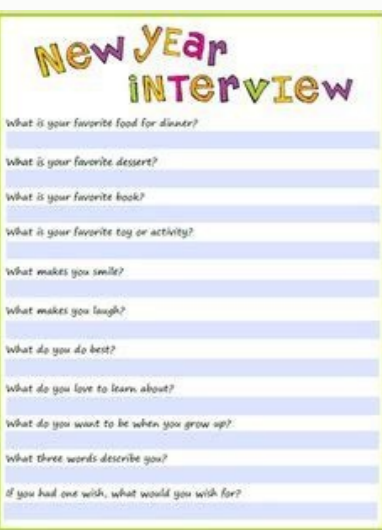 New Year
interview
What is your favorite food for dinner?
What is your favorite dessert?
What is your favorite book?
What is your favorite toy or activity?
What makes you smile?
What makes you laugh?
What do you do best?
What do you love to learn about?
What do you want to be when you grow up?
What three words describe you?
If you had one wish, what would you wish for?